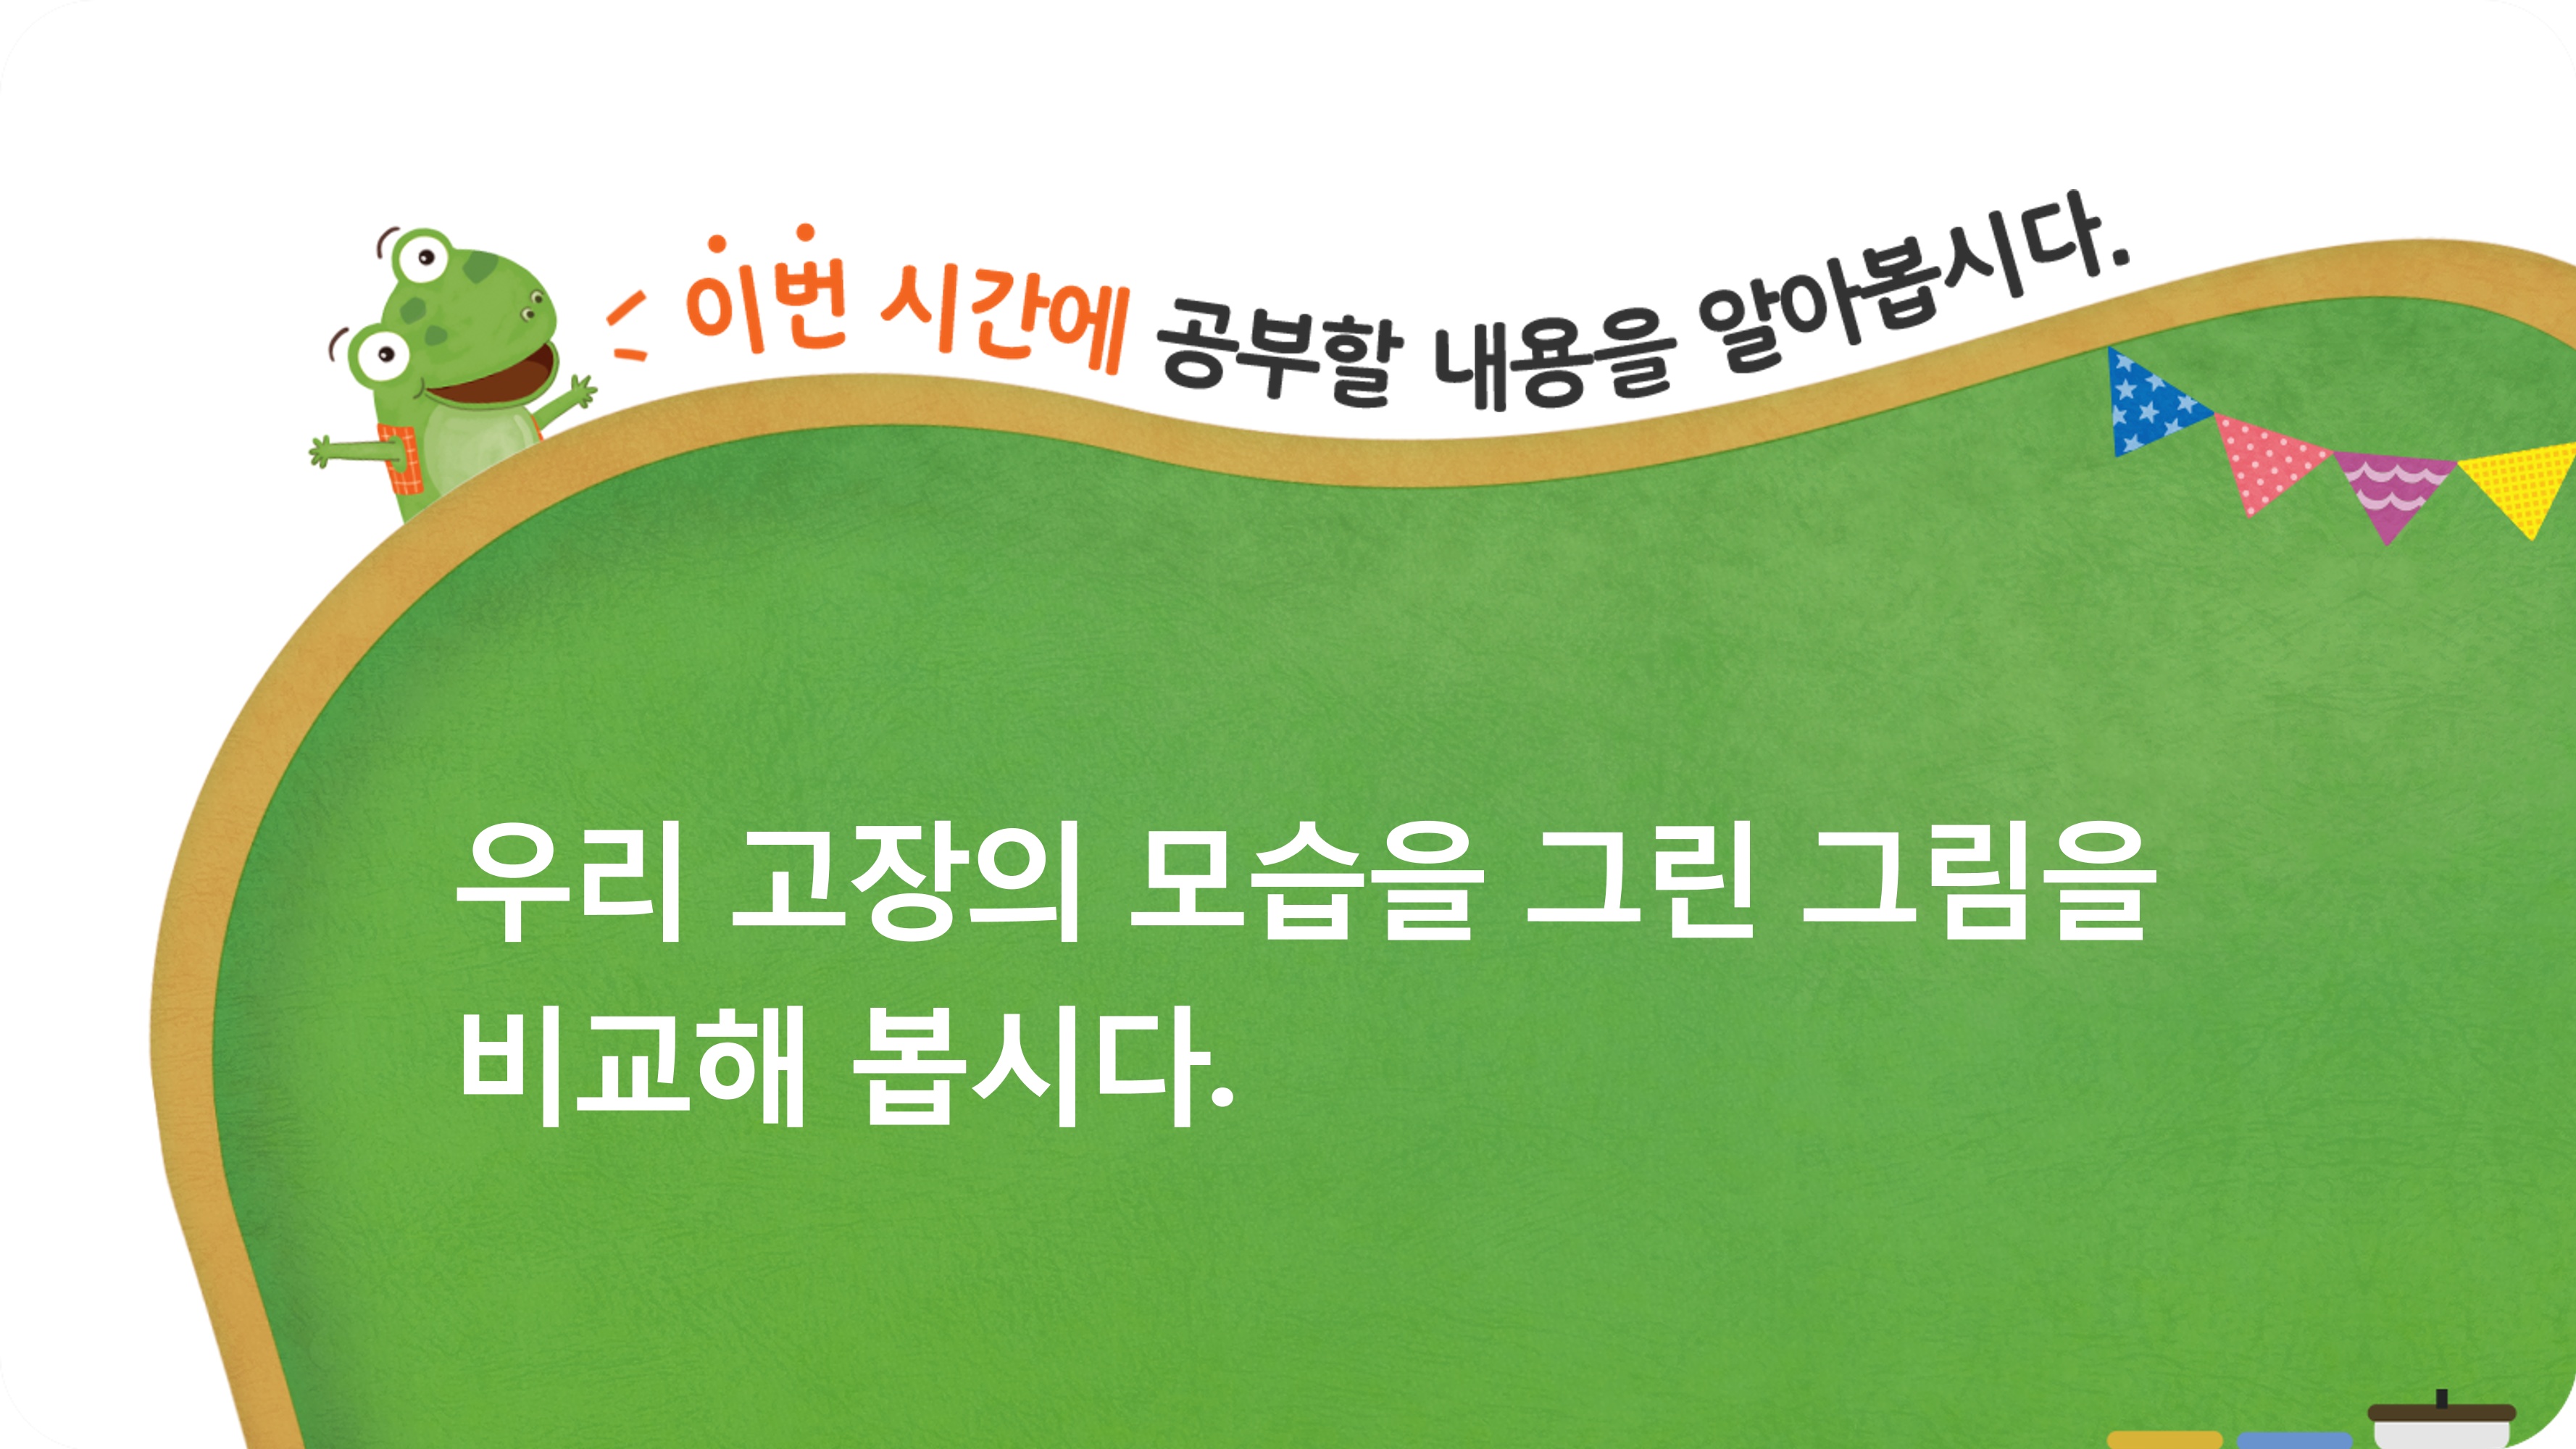 이번 시간에 공부할 내용을 알아봅시다.
우리 고장의 모습을 그린 그림을
비교해 봅시다.